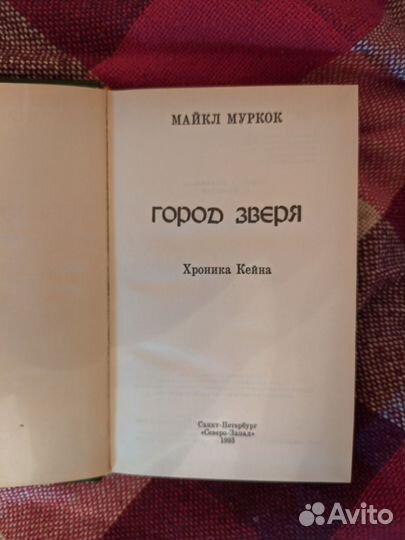 МАЙКЛ МУРКОК
ГОРОД ЗВЕРЯ
Хроника Кейна
Санкт-Петербург
«Северо-Запад»
1993
Avito